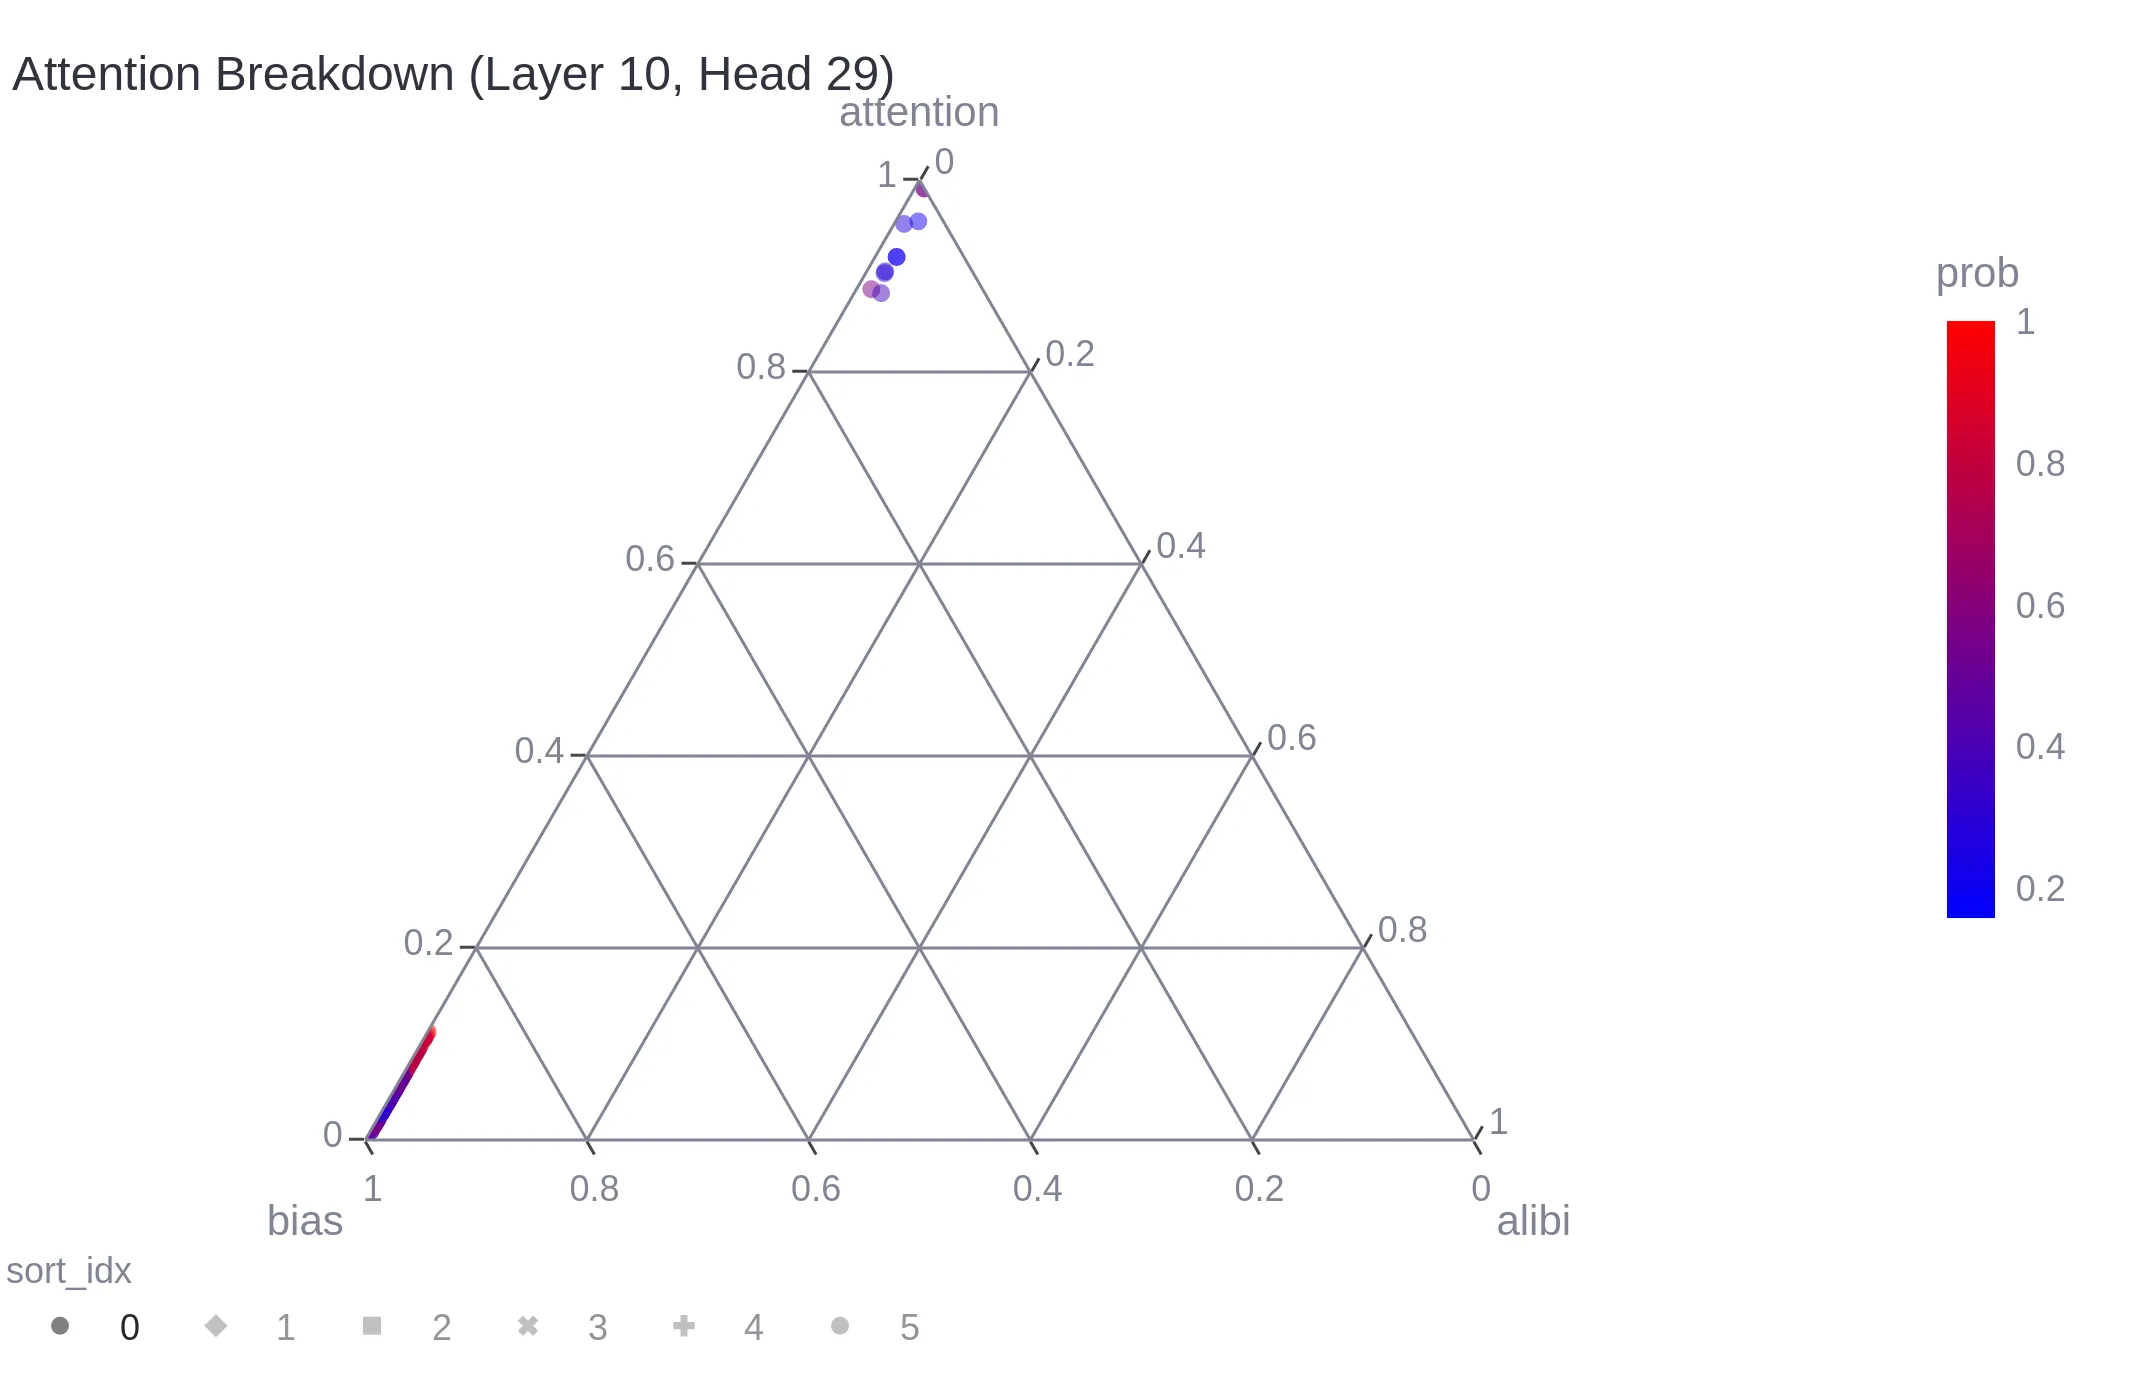 Attention Breakdown (Layer 10, Head 29)
attention
1 0
prob
1
0.8 0.2
0.8
0.6 0.4
0.6
0.4 0.6
0.4
0.2 0.8
0.2
0 1
1 0.8 0.6 0.4 0.2 0
bias alibi
sort_idx
0 1 2 3 4 5